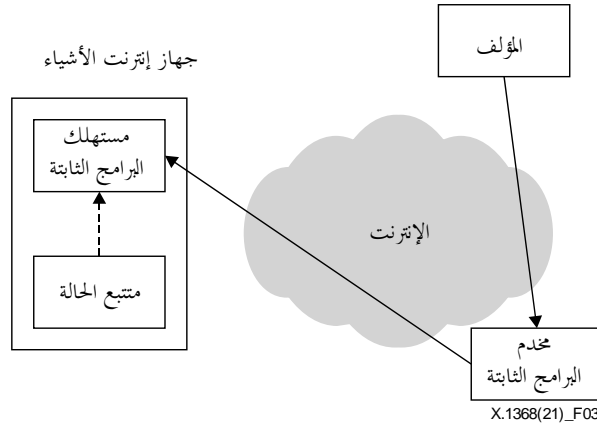 المؤلف
جهاز إنترنت الأشياء
مستهلك
البرامج الثابتة
الإنترنت
متتبع الحالة
مخدم
البرامج الثابتة
X.1368(21)_F03